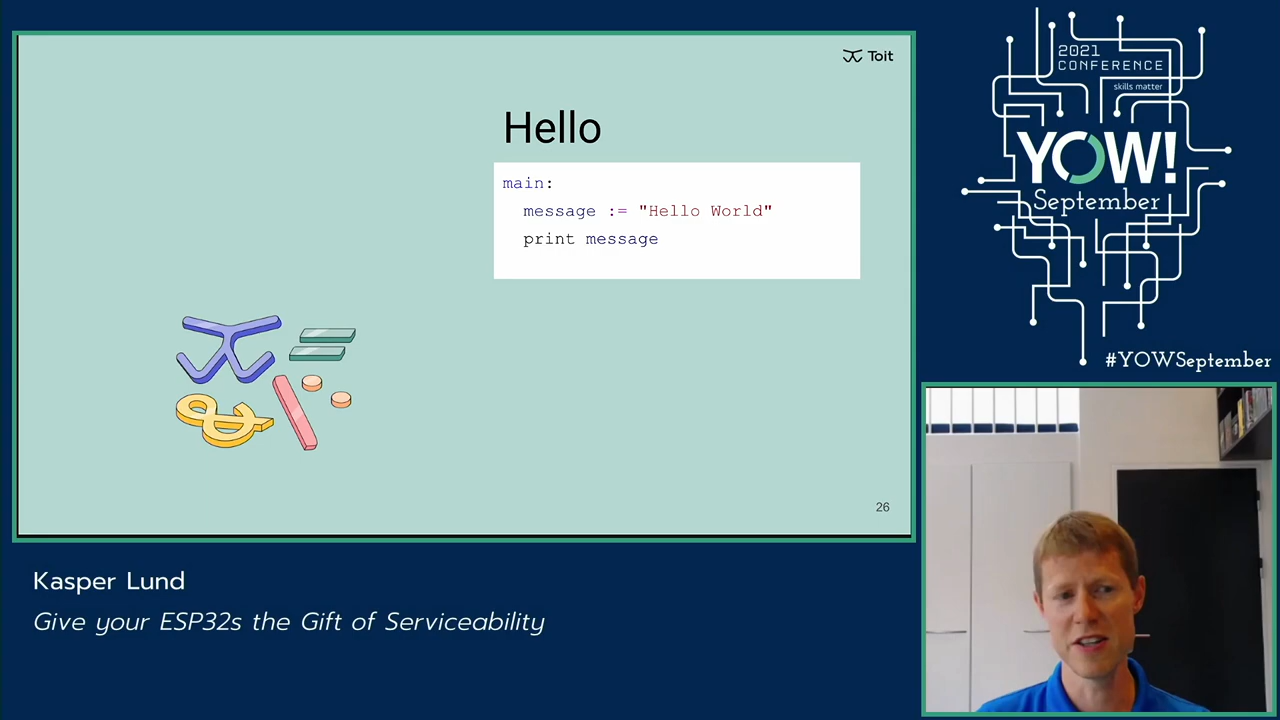 Toit
Hello
main:
message := "Hello World"
print message
26
2021
CONFERENCE
skills matter
YOW!
September
#YOWSeptember
Kasper Lund
Give your ESP32s the Gift of Serviceability